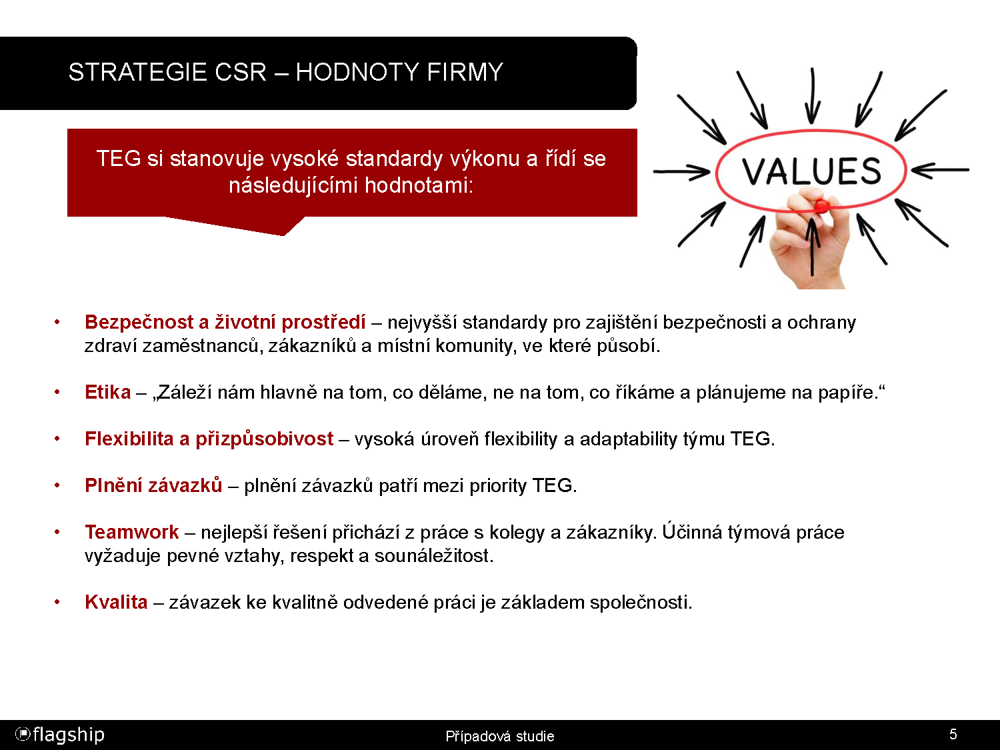 STRATEGIE CSR – HODNOTY FIRMY
TEG si stanovuje vysoké standardy výkonu a řídí se
následujícími hodnotami:
VALUES
• Bezpečnost a životní prostředí – nejvyšší standardy pro zajištění bezpečnosti a ochrany
zdraví zaměstnanců, zákazníků a místní komunity, ve které působí.
• Etika – „Záleží nám hlavně na tom, co děláme, ne na tom, co říkáme a plánujeme na papíře.“
• Flexibilita a přizpůsobivost – vysoká úroveň flexibility a adaptability týmu TEG.
• Plnění závazků – plnění závazků patří mezi priority TEG.
• Teamwork – nejlepší řešení přichází z práce s kolegy a zákazníky. Účinná týmová práce
vyžaduje pevné vztahy, respekt a sounáležitost.
• Kvalita – závazek ke kvalitně odvedené práci je základem společnosti.
flagship
Případová studie
5